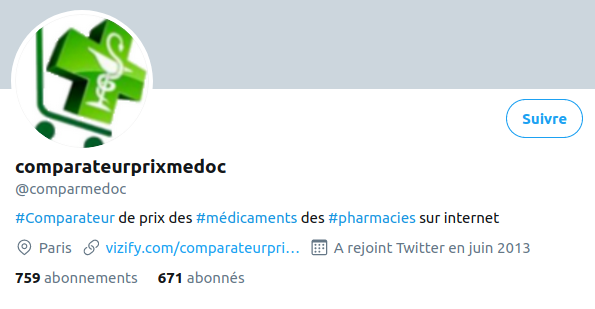 Suivre
comparateurprixmedoc
@comparmedoc
#Comparateur de prix des #médicaments des #pharmacies sur internet
Paris vizify.com/comparateurpri… A rejoint Twitter en juin 2013
759 abonnements 671 abonnés